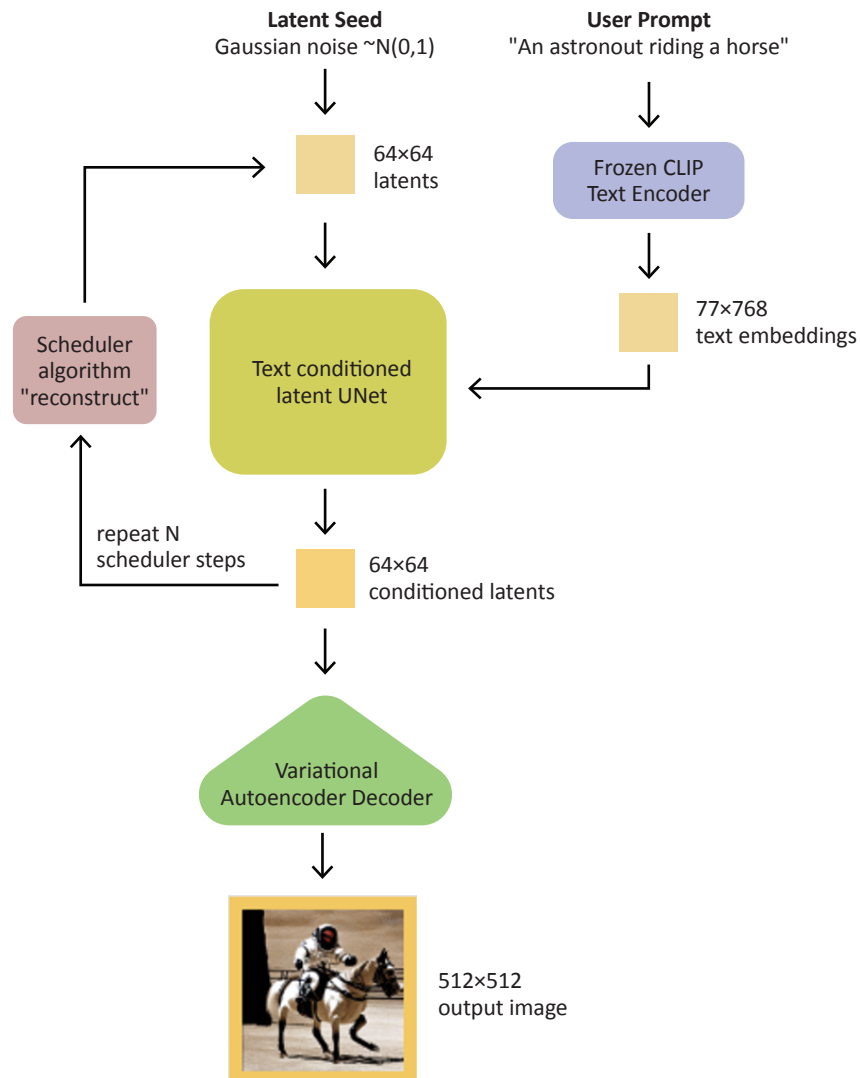 Latent Seed
Gaussian noise ~N(0,1)
User Prompt
"An astronout riding a horse"
64×64
latents
Frozen CLIP
Text Encoder
77×768
text embeddings
Scheduler
algorithm
"reconstruct"
Text conditioned
latent UNet
repeat N
scheduler steps
64×64
conditioned latents
Variational
Autoencoder Decoder
512×512
output image